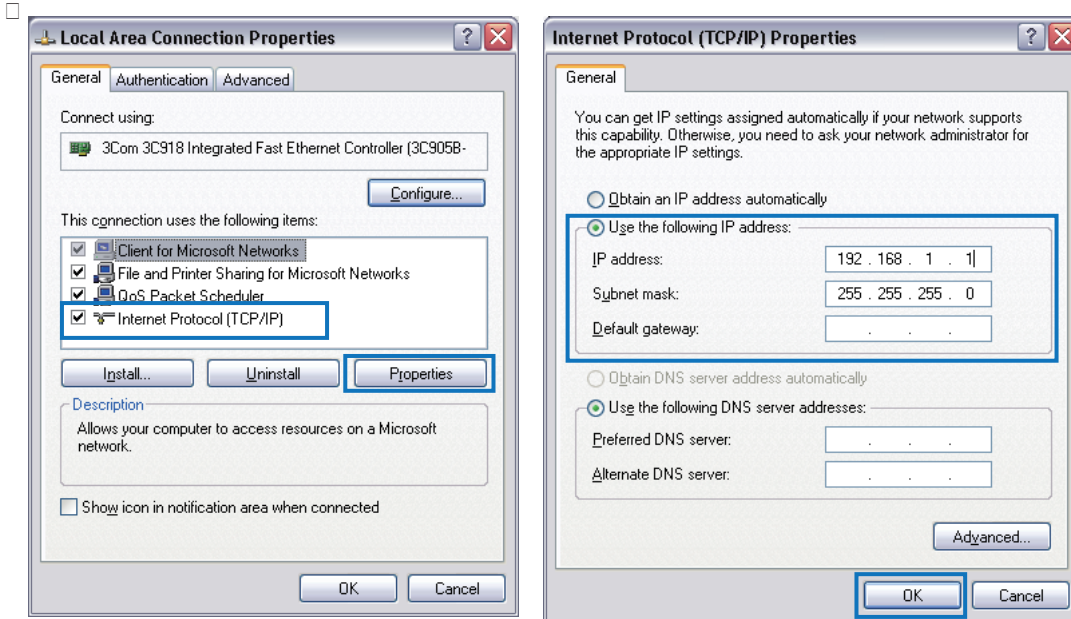 Local Area Connection Properties
General Authentication Advanced
Connect using:
3Com 3C918 Integrated Fast Ethernet Controller (3C905B-
Configure...
This connection uses the following items:
Client for Microsoft Networks
File and Printer Sharing for Microsoft Networks
QoS Packet Scheduler
Internet Protocol (TCP/IP)
Install... Uninstall Properties
Description
Allows your computer to access resources on a Microsoft
network.
Show icon in notification area when connected
OK Cancel
Internet Protocol (TCP/IP) Properties
General
You can get IP settings assigned automatically if your network supports
this capability. Otherwise, you need to ask your network administrator for
the appropriate IP settings.
Obtain an IP address automatically
Use the following IP address:
IP address: 192 . 168 . 1 . 1
Subnet mask: 255 . 255 . 255 . 0
Default gateway: . . .
Obtain DNS server address automatically
Use the following DNS server addresses:
Preferred DNS server: . . .
Alternate DNS server: . . .
Advanced...
OK Cancel